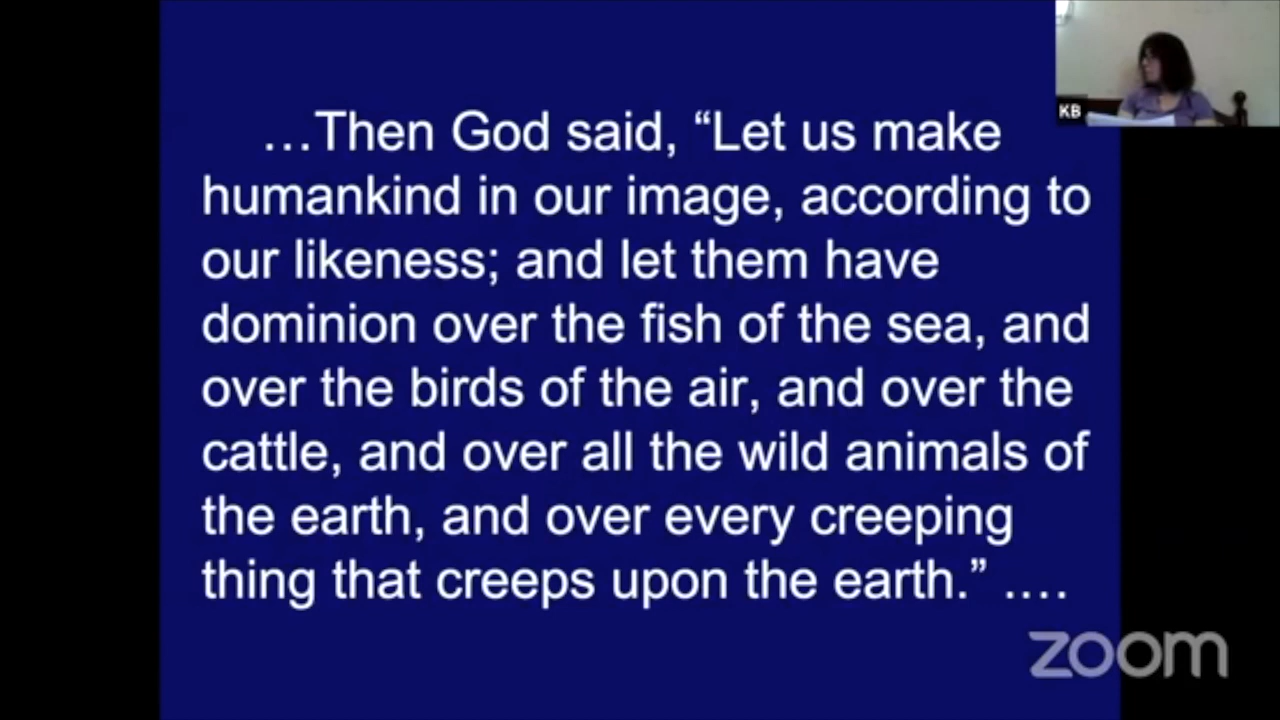 KB
…Then God said, “Let us make
humankind in our image, according to
our likeness; and let them have
dominion over the fish of the sea, and
over the birds of the air, and over the
cattle, and over all the wild animals of
the earth, and over every creeping
thing that creeps upon the earth.” ….
zoom